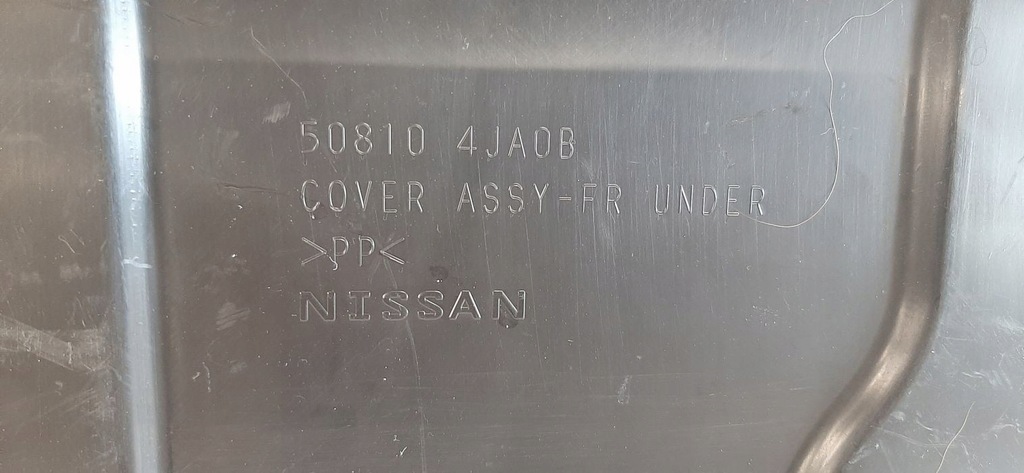 50810 4JA0B
COVER ASSY-FR UNDER
>PP<
NISSAN